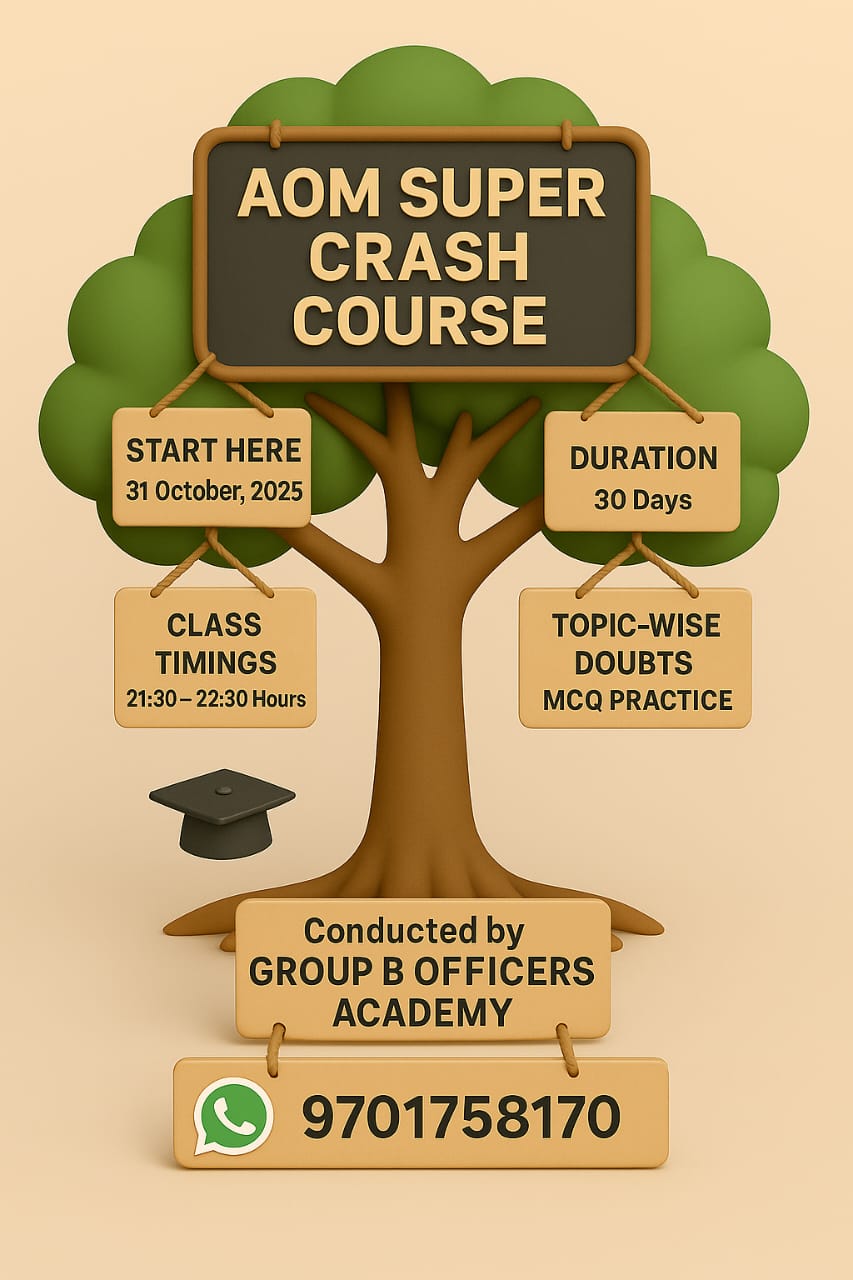 AOM SUPER
CRASH
COURSE
START HERE
31 October, 2025
DURATION
30 Days
CLASS
TIMINGS
21:30 – 22:30 Hours
TOPIC-WISE
DOUBTS
MCQ PRACTICE
Conducted by
GROUP B OFFICERS
ACADEMY
9701758170